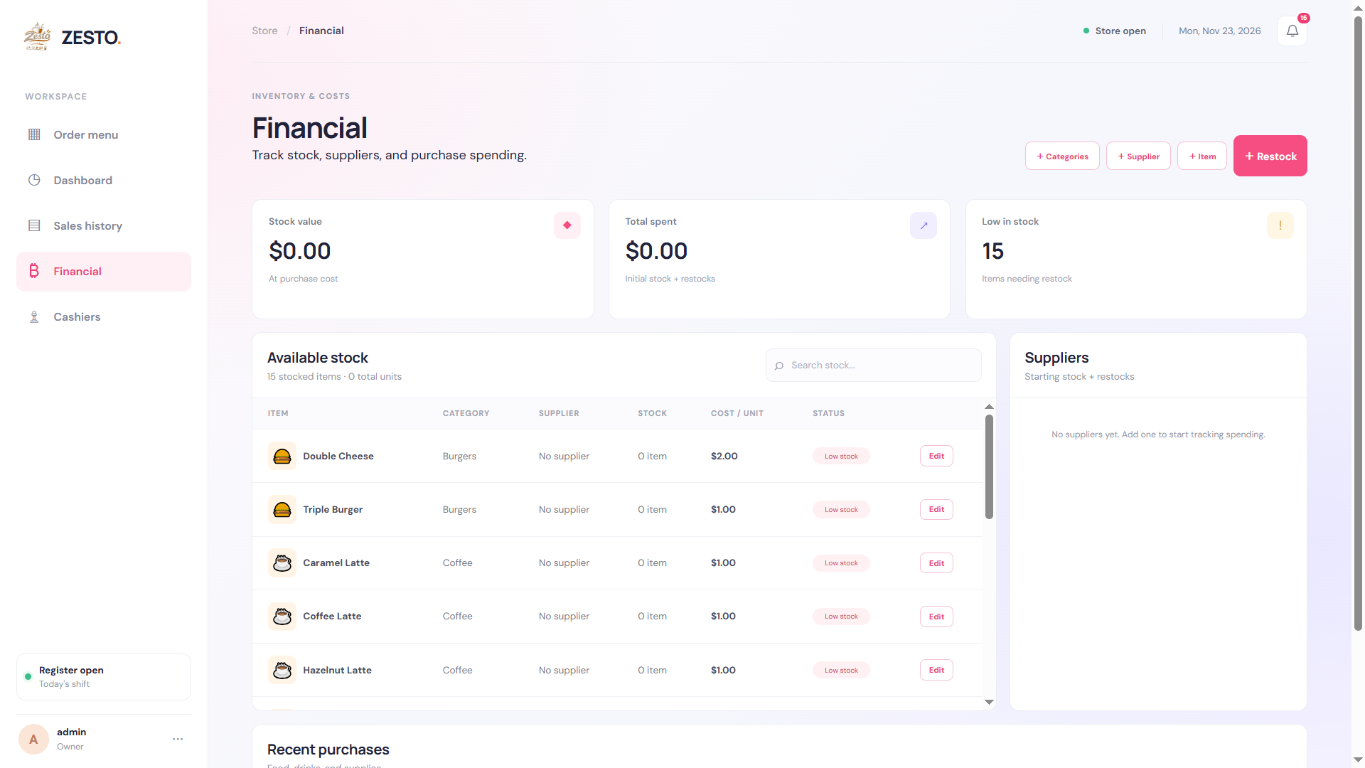 Zesto
ZESTO.
WORKSPACE
Order menu
Dashboard
Sales history
Financial
Cashiers
Register open
Today's shift
A
admin
Owner
Store / Financial
Store open
Mon, Nov 23, 2026
15
INVENTORY & COSTS
Financial
Track stock, suppliers, and purchase spending.
+ Categories
+ Supplier
+ Item
+ Restock
Stock value
$0.00
At purchase cost
Total spent
$0.00
Initial stock + restocks
Low in stock
15
Items needing restock
!
Available stock
15 stocked items · 0 total units
Search stock...
ITEM CATEGORY SUPPLIER STOCK COST / UNIT STATUS
Double Cheese Burgers No supplier 0 item $2.00 Low stock Edit
Triple Burger Burgers No supplier 0 item $1.00 Low stock Edit
Caramel Latte Coffee No supplier 0 item $1.00 Low stock Edit
Coffee Latte Coffee No supplier 0 item $1.00 Low stock Edit
Hazelnut Latte Coffee No supplier 0 item $1.00 Low stock Edit
Suppliers
Starting stock + restocks
No suppliers yet. Add one to start tracking spending.
Recent purchases
Food, drinks, and supplies